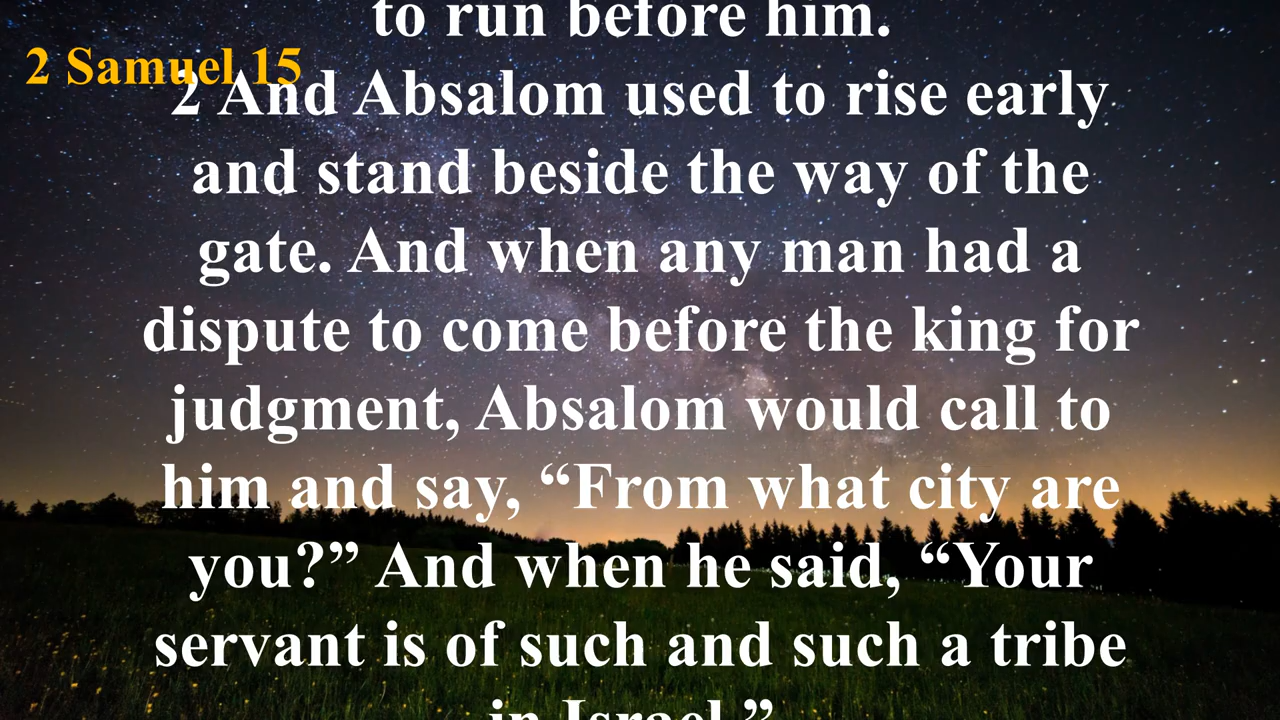 to run before him.
2 Samuel 15
2 And Absalom used to rise early
and stand beside the way of the
gate. And when any man had a
dispute to come before the king for
judgment, Absalom would call to
him and say, “From what city are
you?” And when he said, “Your
servant is of such and such a tribe
in Israel,”